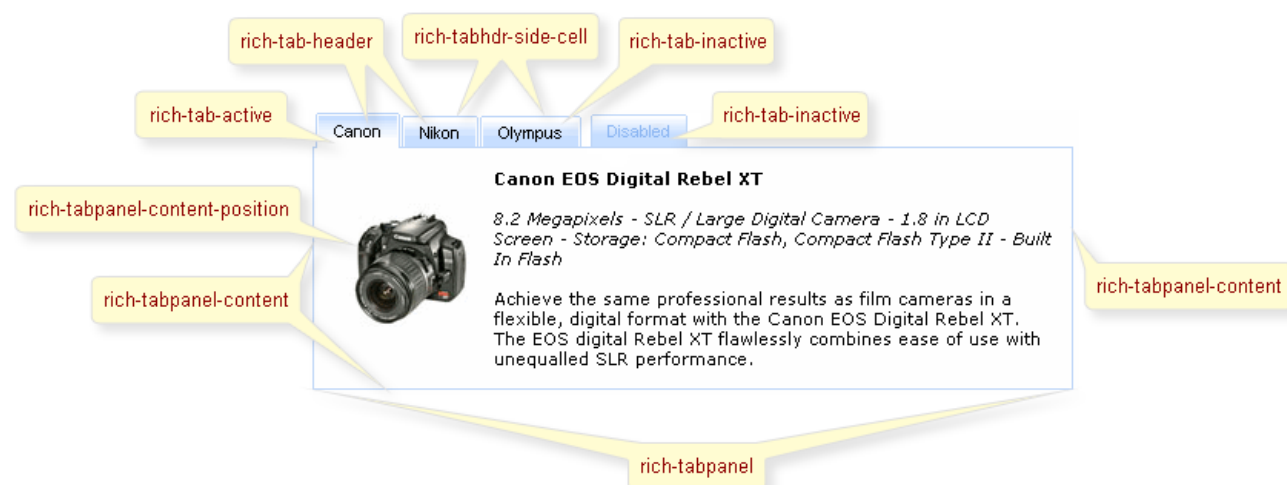 rich-tab-header
rich-tabhdr-side-cell
rich-tab-inactive
rich-tab-active
rich-tab-inactive
Canon
Nikon
Olympus
Disabled
Canon EOS Digital Rebel XT
rich-tabpanel-content-position
8.2 Megapixels - SLR / Large Digital Camera - 1.8 in LCD
Screen - Storage: Compact Flash, Compact Flash Type II - Built
In Flash
rich-tabpanel-content
rich-tabpanel-content
Achieve the same professional results as film cameras in a
flexible, digital format with the Canon EOS Digital Rebel XT.
The EOS digital Rebel XT flawlessly combines ease of use with
unequalled SLR performance.
rich-tabpanel